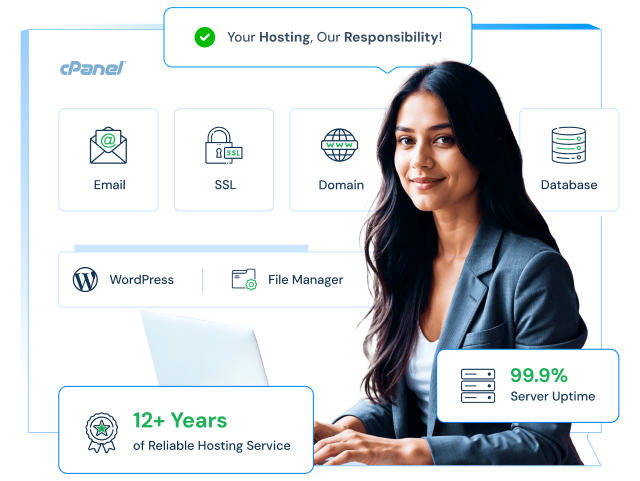 Your Hosting, Our Responsibility!
cPanel
@
SSL
www
Email
SSL
Domain
Database
WordPress
File Manager
99.9%
Server Uptime
12+ Years
of Reliable Hosting Service